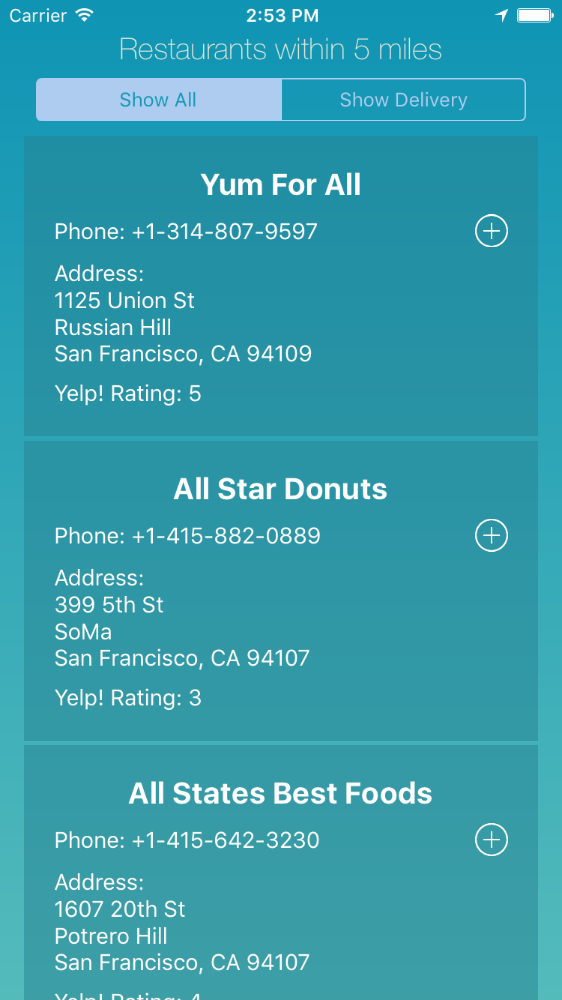 Carrier 2:53 PM
Restaurants within 5 miles
Show All Show Delivery
Yum For All
Phone: +1-314-807-9597
Address:
1125 Union St
Russian Hill
San Francisco, CA 94109
Yelp! Rating: 5
All Star Donuts
Phone: +1-415-882-0889
Address:
399 5th St
SoMa
San Francisco, CA 94107
Yelp! Rating: 3
All States Best Foods
Phone: +1-415-642-3230
Address:
1607 20th St
Potrero Hill
San Francisco, CA 94107
Yelp! Rating: 4